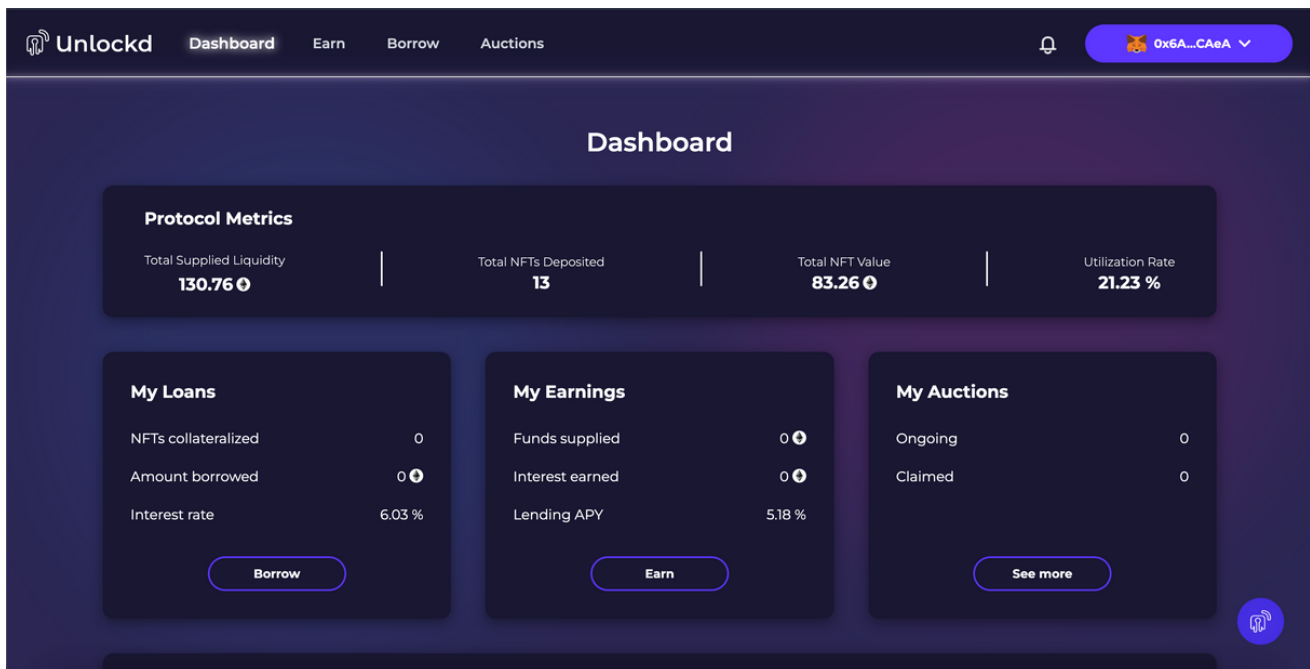 Unlockd Dashboard Earn Borrow Auctions 0x6A...CAeA
Dashboard
Protocol Metrics
Total Supplied Liquidity Total NFTs Deposited Total NFT Value Utilization Rate
130.76 13 83.26 21.23 %
My Loans
NFTs collateralized 0
Amount borrowed 0
Interest rate 6.03 %
Borrow
My Earnings
Funds supplied 0
Interest earned 0
Lending APY 5.18 %
Earn
My Auctions
Ongoing 0
Claimed 0
See more